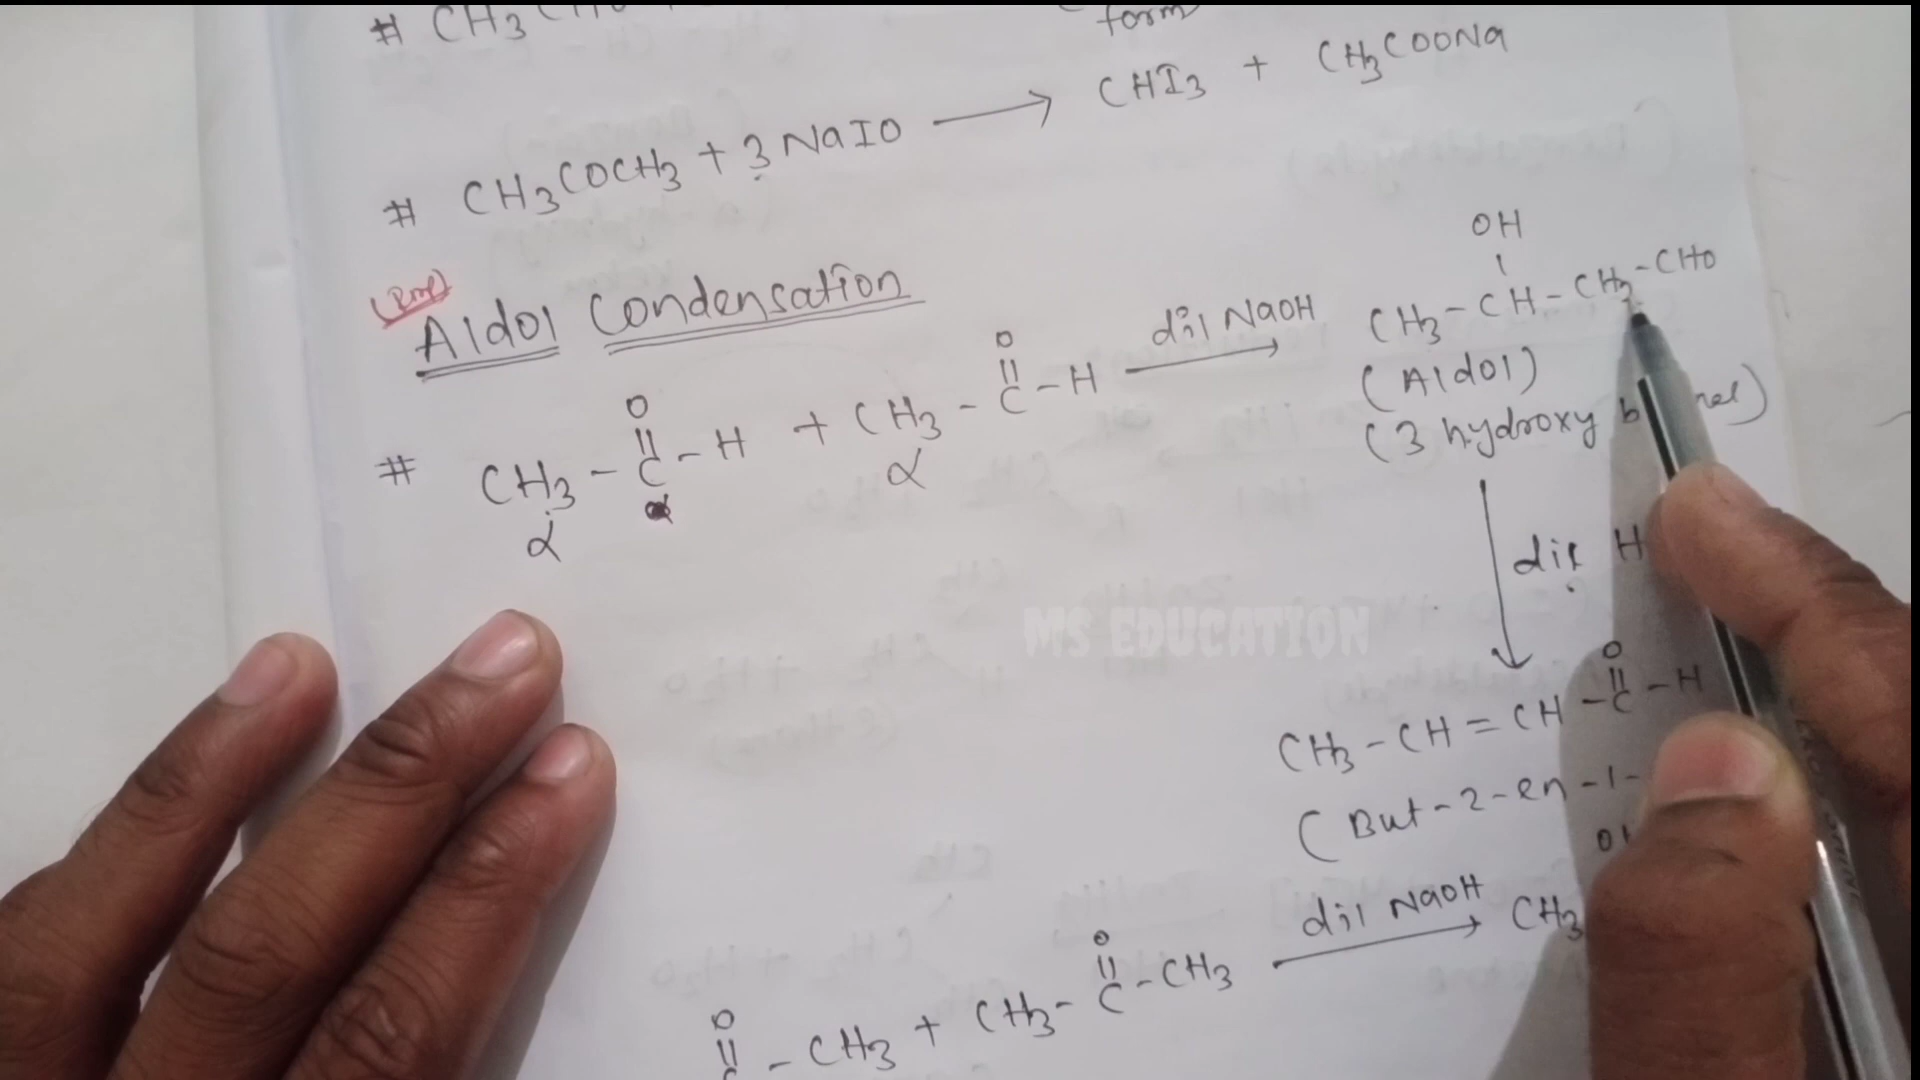 # CH3
form
# CH3COCH3 + 3 NaIO ⟶ CHI3 + CH3COONa
(Imp)
Aldol Condensation
# CH3 - C - H + CH3 - C - H dil NaOH ⟶ CH3 - CH - CH2 - CHO
O O OH
α α
(Aldol)
(3 hydroxy
dil H
O
CH3 - CH = CH - C - H
(But - 2 - en - 1 -
O O
C - CH3 + CH3 - C - CH3 dil NaOH ⟶ CH3
MS EDUCATION